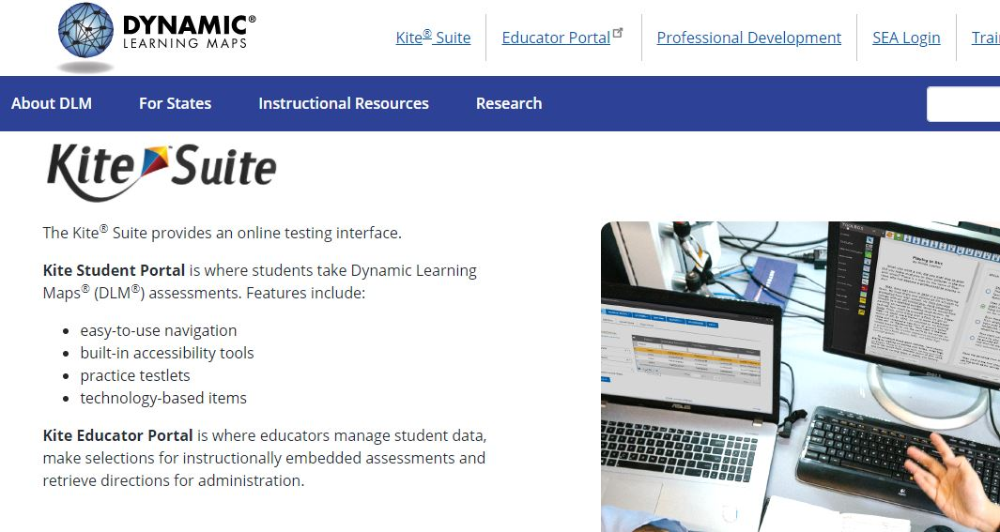 DYNAMIC®
LEARNING MAPS
Kite® Suite
Educator Portal
Professional Development
SEA Login
About DLM
For States
Instructional Resources
Research
Kite Suite
The Kite® Suite provides an online testing interface.
Kite Student Portal is where students take Dynamic Learning
Maps® (DLM®) assessments. Features include:
• easy-to-use navigation
• built-in accessibility tools
• practice testlets
• technology-based items
Kite Educator Portal is where educators manage student data,
make selections for instructionally embedded assessments and
retrieve directions for administration.
TOOLBOX
Playing in Dirt
ASUS
DELL